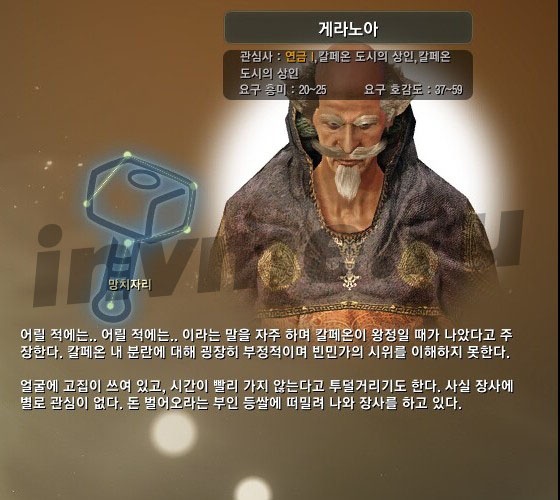 게라노아
관심사 : 연금 |,칼페온 도시의 상인,칼페온
도시의 상인
요구 흥미 : 20~25 요구 호감도 : 37~59
망치자리
어릴 적에는.. 어릴 적에는.. 이라는 말을 자주 하며 칼페온이 왕정일 때가 나았다고 주
장한다. 칼페온 내 분란에 대해 굉장히 부정적이며 빈민가의 시위를 이해하지 못한다.
얼굴에 고집이 쓰여 있고, 시간이 빨리 가지 않는다고 투덜거리기도 한다. 사실 장사에
별로 관심이 없다. 돈 벌어오라는 부인 등쌀에 떠밀려 나와 장사를 하고 있다.